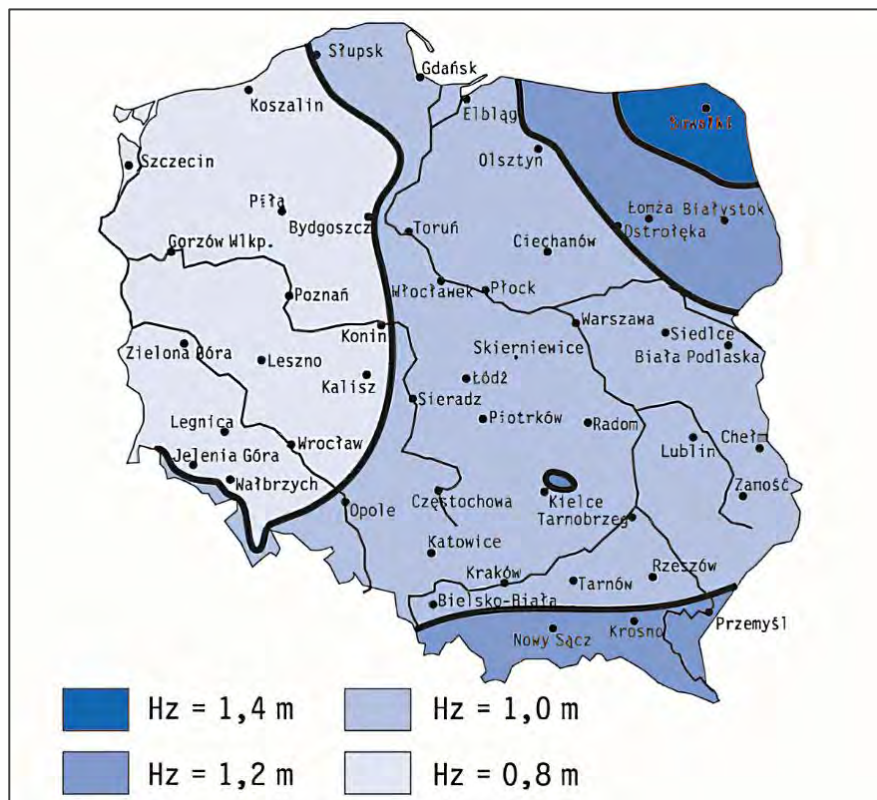 Słupsk
Gdańsk
Koszalin
Elbląg
Suwałki
Szczecin
Olsztyn
Piła
Bydgoszcz
Łomża Białystok
Ostrołęka
Toruń
Ciechanów
Gorzów Wlkp.
Włocławek
Płock
Poznań
Warszawa
Konin
Siedlce
Zielona Góra
Skierniewice
Biała Podlaska
Leszno
Kalisz
Łódź
Sieradz
Piotrków
Radom
Legnica
Wrocław
Lublin
Chełm
Jelenia Góra
Wałbrzych
Zamość
Opole
Częstochowa
Kielce
Tarnobrzeg
Katowice
Kraków
Tarnów
Rzeszów
Bielsko-Biała
Nowy Sącz
Krosno
Przemyśl
Hz = 1,4 m
Hz = 1,0 m
Hz = 1,2 m
Hz = 0,8 m